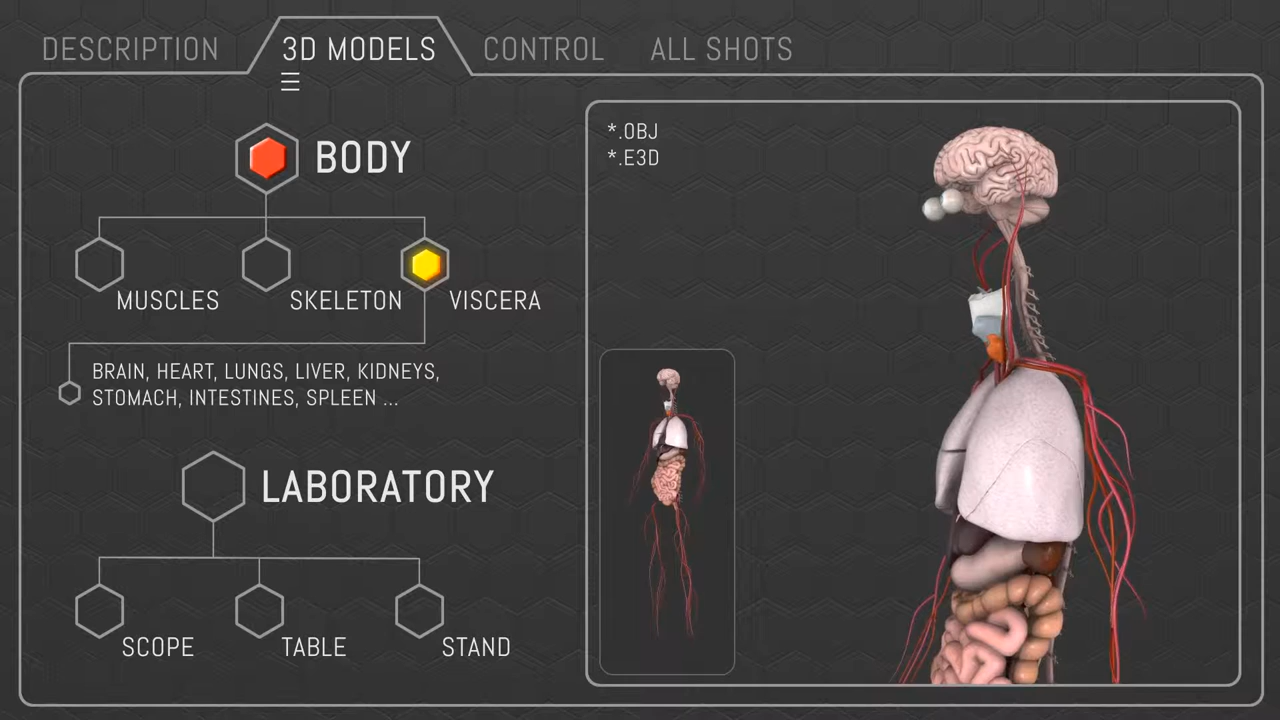 DESCRIPTION
3D MODELS
CONTROL
ALL SHOTS
BODY
MUSCLES
SKELETON
VISCERA
BRAIN, HEART, LUNGS, LIVER, KIDNEYS,
STOMACH, INTESTINES, SPLEEN ...
LABORATORY
SCOPE
TABLE
STAND
*.OBJ
*.E3D